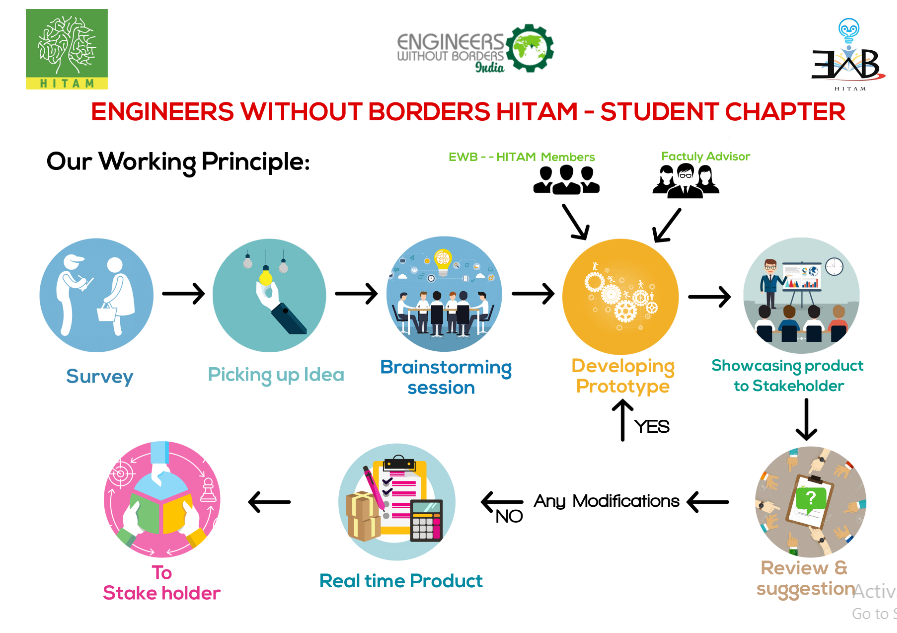 HITAM
ENGINEERS
WITHOUT BORDERS
India
EWB
HITAM
ENGINEERS WITHOUT BORDERS HITAM - STUDENT CHAPTER
Our Working Principle:
EWB - - HITAM Members
Factuly Advisor
Survey
Picking up Idea
Brainstorming
session
Developing
Prototype
Showcasing product
to Stakeholder
YES
Any Modifications
NO
?
Review &
suggestion
Real time Product
To
Stake holder
Activ
Go to S